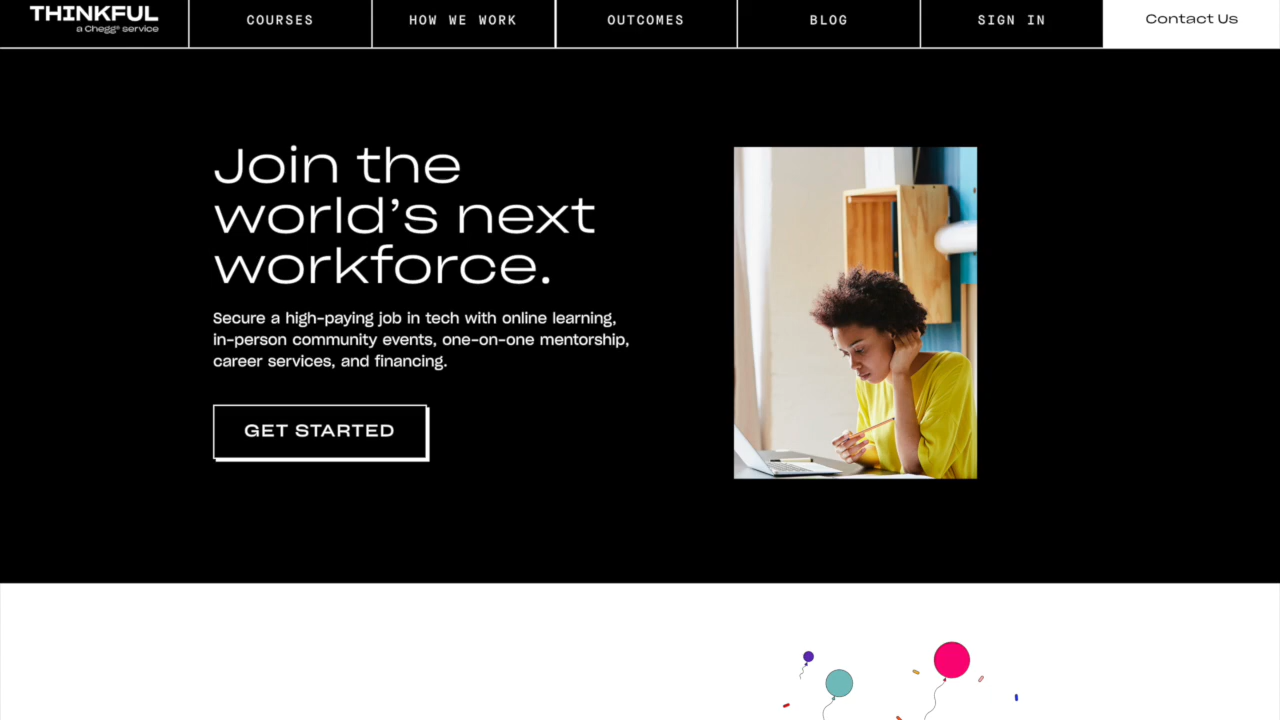 THINKFUL
a Chegg® service
COURSES
HOW WE WORK
OUTCOMES
BLOG
SIGN IN
Contact Us
Join the
world’s next
workforce.
Secure a high-paying job in tech with online learning,
in-person community events, one-on-one mentorship,
career services, and financing.
GET STARTED